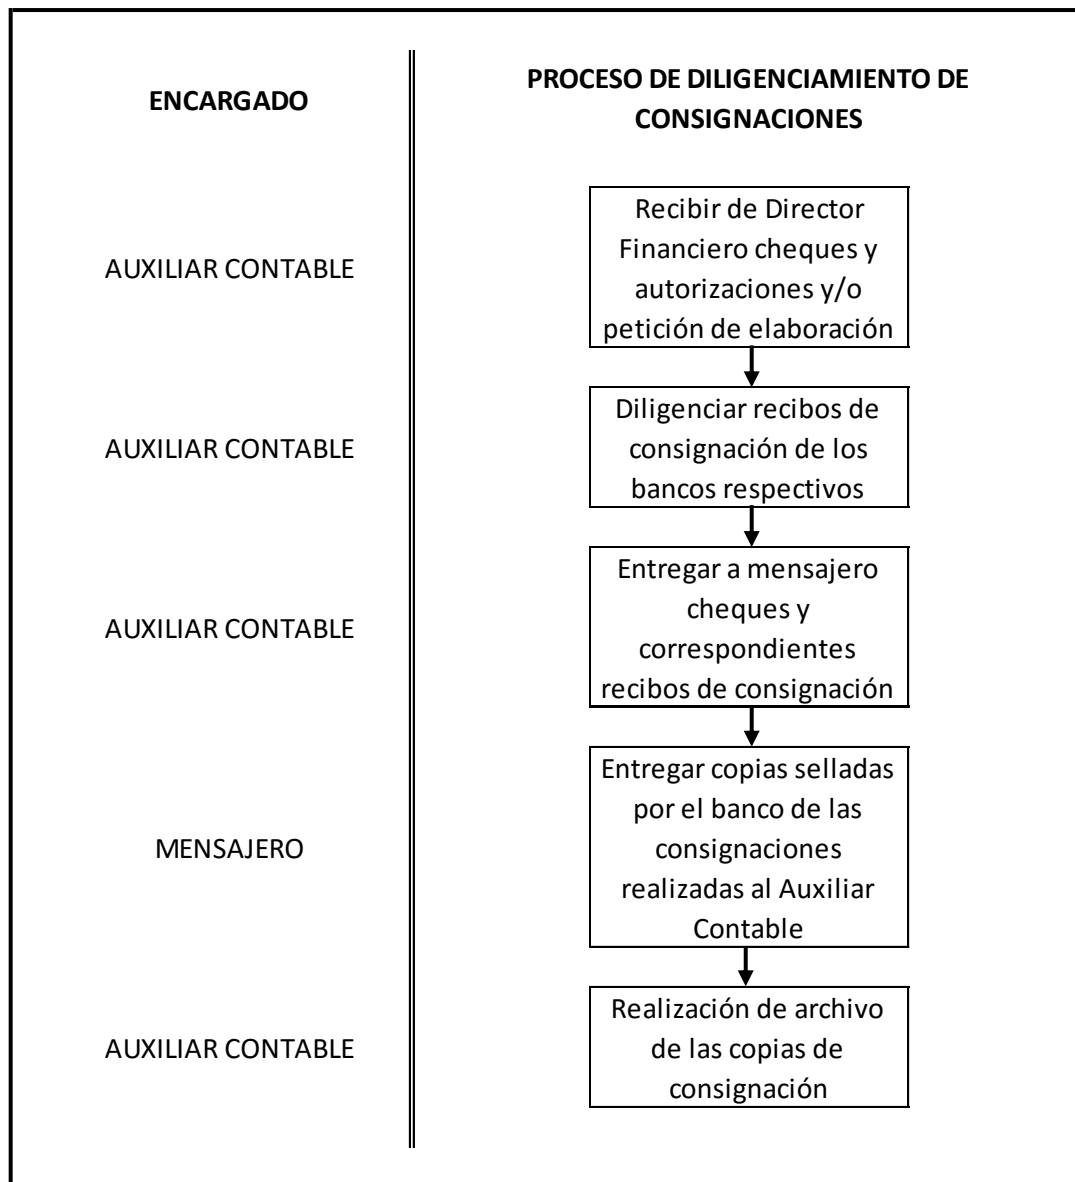 ENCARGADO
PROCESO DE DILIGENCIAMIENTO DE
CONSIGNACIONES
AUXILIAR CONTABLE
Recibir de Director
Financiero cheques y
autorizaciones y/o
petición de elaboración
AUXILIAR CONTABLE
Diligenciar recibos de
consignación de los
bancos respectivos
AUXILIAR CONTABLE
Entregar a mensajero
cheques y
correspondientes
recibos de consignación
MENSAJERO
Entregar copias selladas
por el banco de las
consignaciones
realizadas al Auxiliar
Contable
AUXILIAR CONTABLE
Realización de archivo
de las copias de
consignación